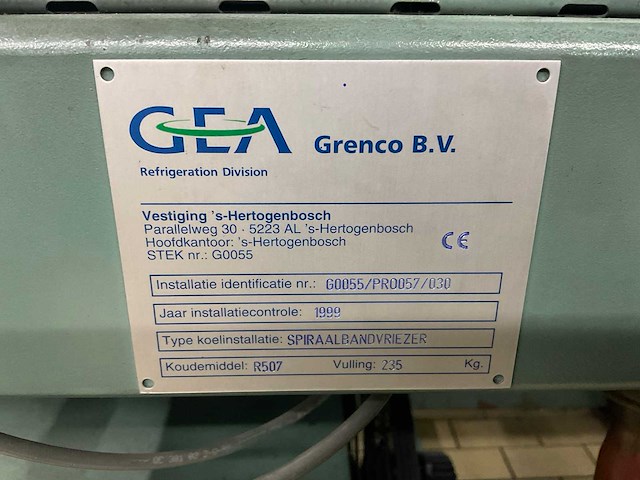 GEA Grenco B.V.
Refrigeration Division
Vestiging 's-Hertogenbosch
Parallelweg 30 - 5223 AL 's-Hertogenbosch
Hoofdkantoor: 's-Hertogenbosch
STEK nr.: G0055
CE
Installatie identificatie nr.: G0055/PRO057/030
Jaar installatiecontrole: 1999
Type koelinstallatie: SPIRAALBANDVRIEZER
Koudemiddel: R507 Vulling: 235 Kg.